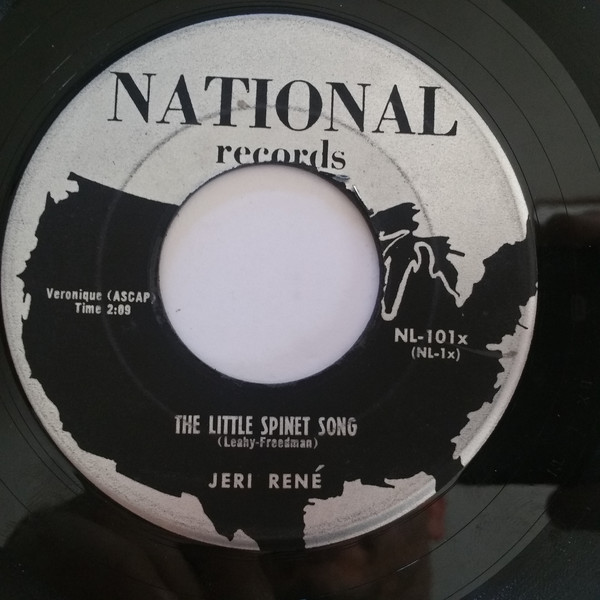 NATIONAL
records
Veronique (ASCAP)
Time 2:09
NL-101x
(NL-1x)
THE LITTLE SPINET SONG
(Leahy-Freedman)
JERI RENÉ